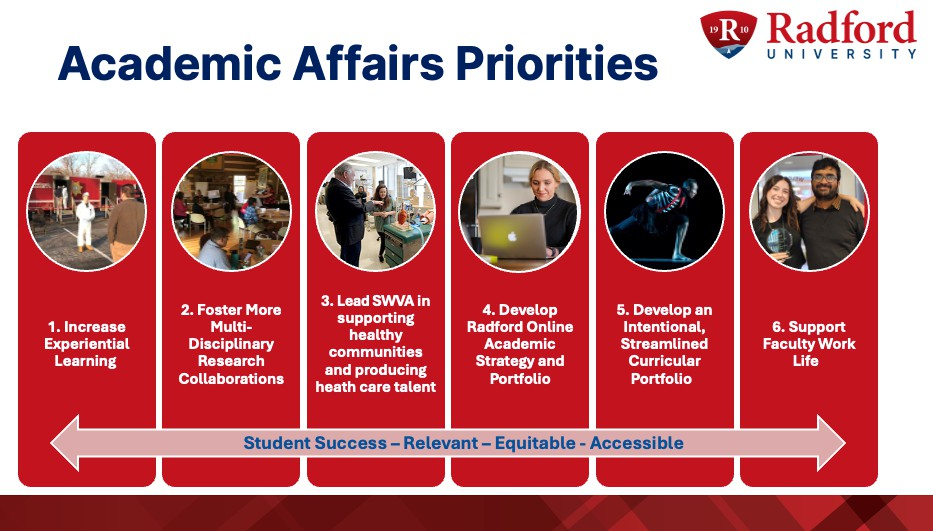 Academic Affairs Priorities
19 R 10
Radford
UNIVERSITY
1. Increase
Experiential
Learning
2. Foster More
Multi-
Disciplinary
Research
Collaborations
3. Lead SWVA in
supporting
healthy
communities
and producing
heath care talent
4. Develop
Radford Online
Academic
Strategy and
Portfolio
5. Develop an
Intentional,
Streamlined
Curricular
Portfolio
6. Support
Faculty Work
Life
Student Success – Relevant – Equitable - Accessible